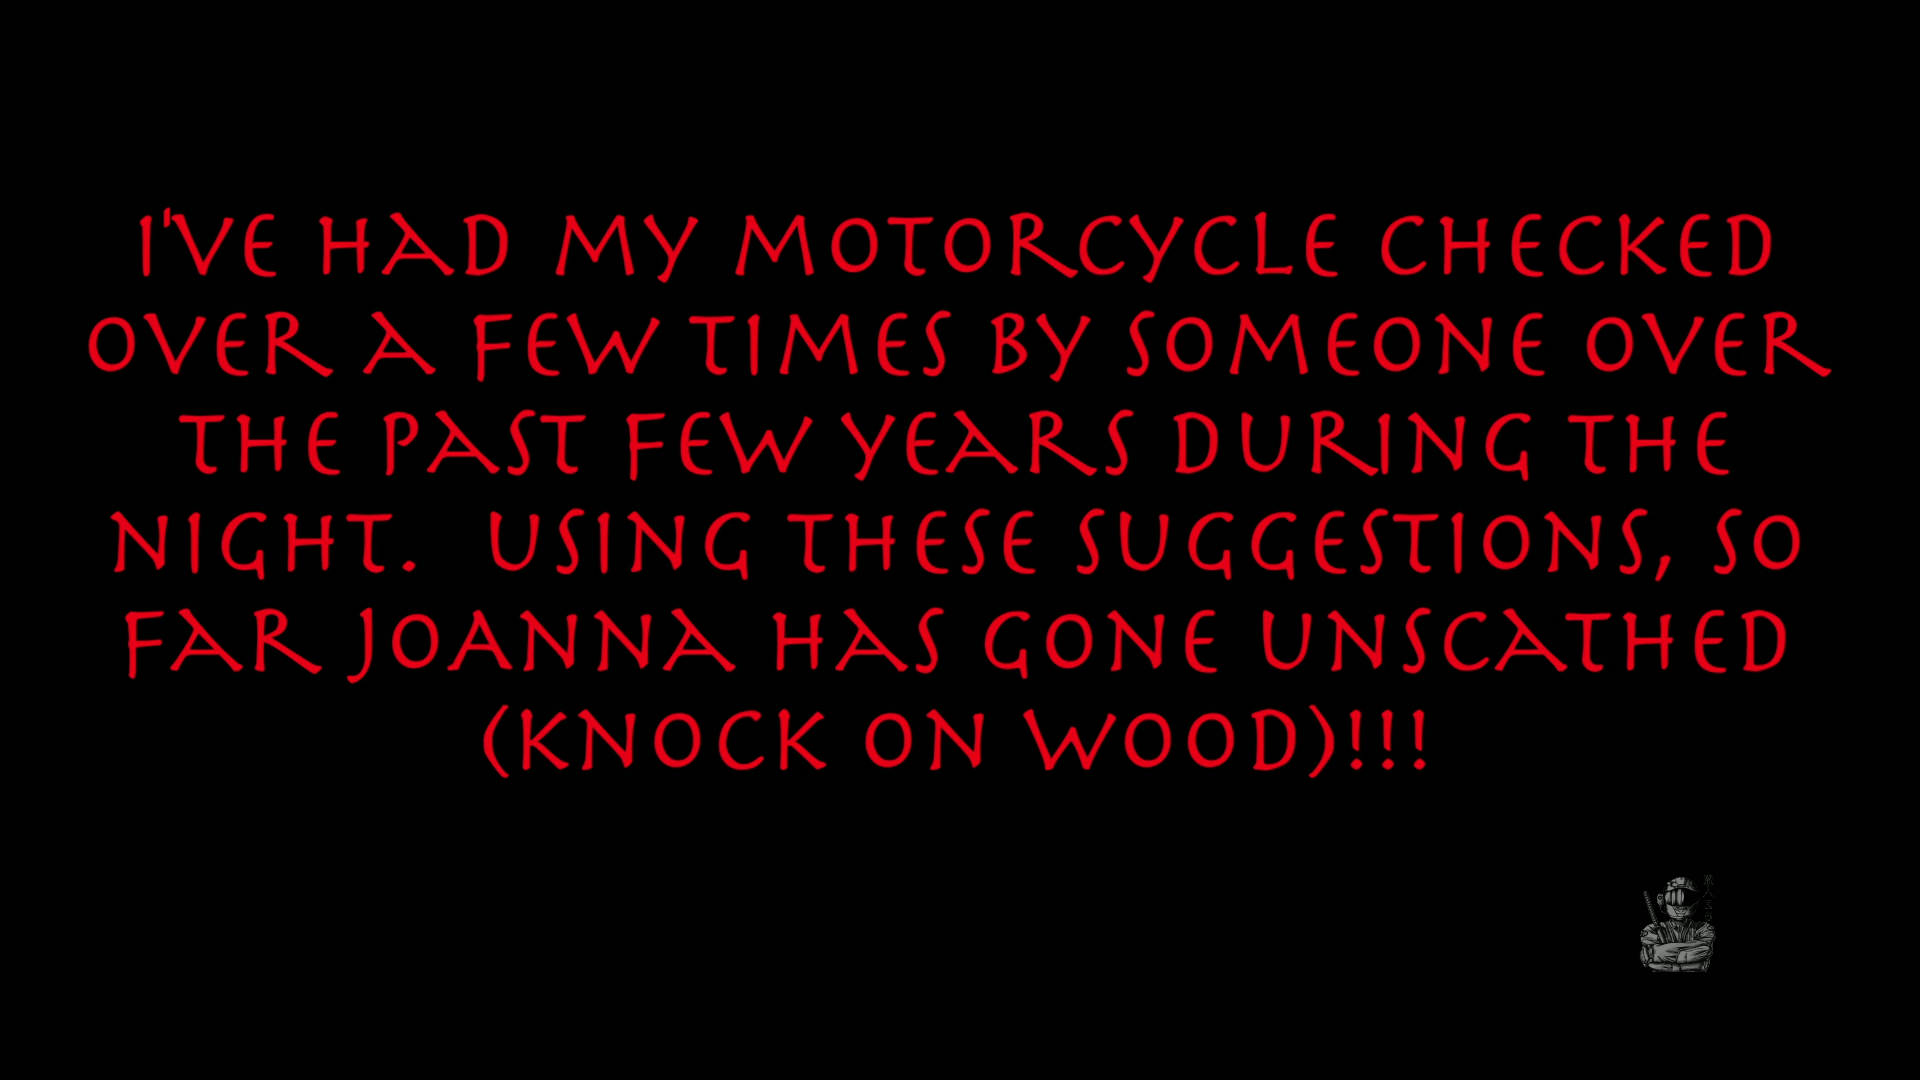 I'VE HAD MY MOTORCYCLE CHECKED
OVER A FEW TIMES BY SOMEONE OVER
THE PAST FEW YEARS DURING THE
NIGHT.  USING THESE SUGGESTIONS, SO
FAR JOANNA HAS GONE UNSCATHED
(KNOCK ON WOOD)!!!